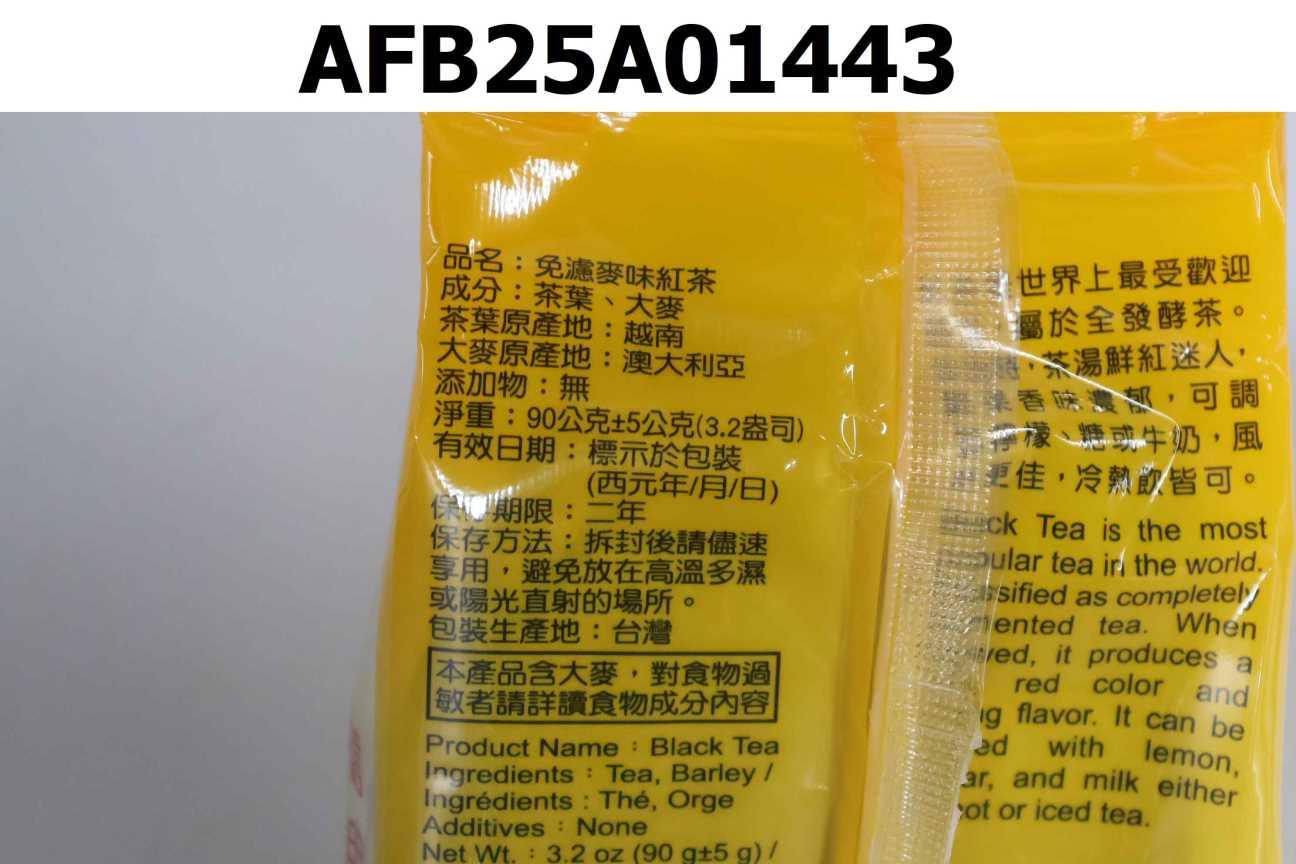 AFB25A01443
品名：免濾麥味紅茶
成分：茶葉、大麥
茶葉原產地：越南
大麥原產地：澳大利亞
添加物：無
淨重：90公克±5公克(3.2盎司)
有效日期：標示於包裝
(西元年/月/日)
保存期限：二年
保存方法：拆封後請儘速
享用，避免放在高溫多濕
或陽光直射的場所。
包裝生產地：台灣
本產品含大麥，對食物過
敏者請詳讀食物成分內容
Product Name：Black Tea
Ingredients：Tea, Barley /
Ingrédients : Thé, Orge
Additives：None
Net Wt.：3.2 oz (90 g±5 g) /
世界上最受歡迎
屬於全發酵茶。
，茶湯鮮紅迷人，
果香味濃郁，可調
檸檬、糖或牛奶，風
更佳，冷熱飲皆可。
Tea is the most
tea in the world.
as completely
tea. When
it produces a
red color and
flavor. It can be
with lemon,
and milk either
or iced tea.